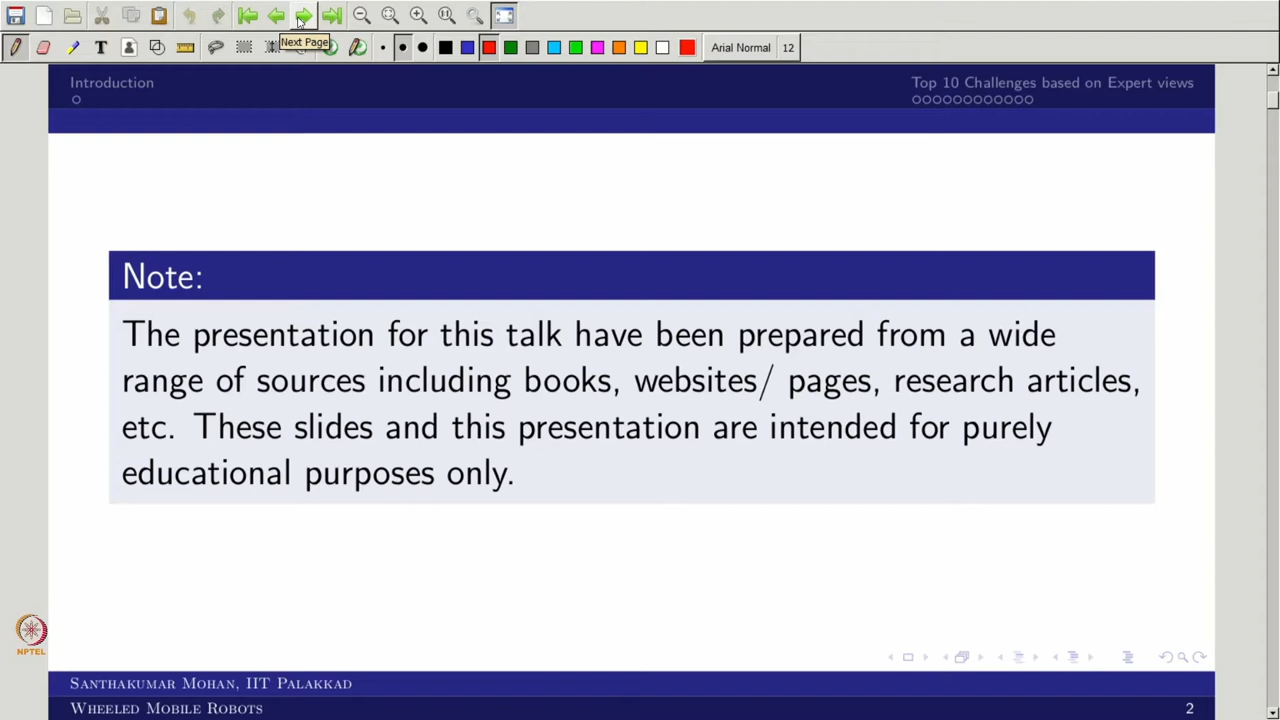 Next Page
Arial Normal 12
Introduction
Top 10 Challenges based on Expert views
Note:
The presentation for this talk have been prepared from a wide
range of sources including books, websites/ pages, research articles,
etc. These slides and this presentation are intended for purely
educational purposes only.
NPTEL
Santhakumar Mohan, IIT Palakkad
Wheeled Mobile Robots
2